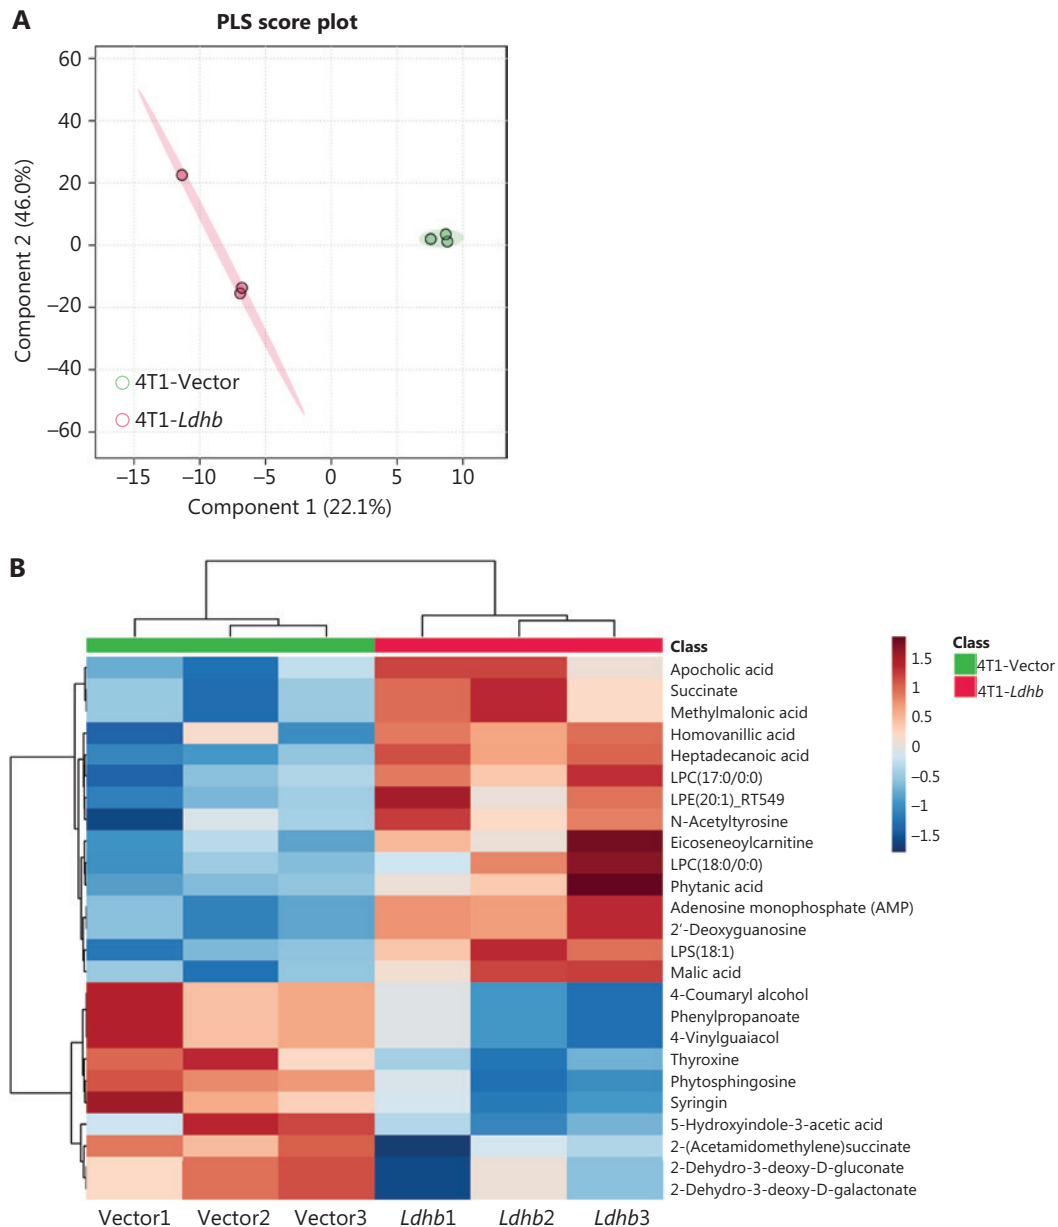 A
PLS score plot
60
40
20
0
−20
−40
−60
Component 2 (46.0%)
4T1-Vector
4T1-Ldhb
−15
−10
−5
0
5
10
Component 1 (22.1%)
B
Class
Apocholic acid
Succinate
Methylmalonic acid
Homovanillic acid
Heptadecanoic acid
LPC(17:0/0:0)
LPE(20:1)_RT549
N-Acetyltyrosine
Eicoseneoylcarnitine
LPC(18:0/0:0)
Phytanic acid
Adenosine monophosphate (AMP)
2′-Deoxyguanosine
LPS(18:1)
Malic acid
4-Coumaryl alcohol
Phenylpropanoate
4-Vinylguaiacol
Thyroxine
Phytosphingosine
Syringin
5-Hydroxyindole-3-acetic acid
2-(Acetamidomethylene)succinate
2-Dehydro-3-deoxy-D-gluconate
2-Dehydro-3-deoxy-D-galactonate
1.5
1
0.5
0
−0.5
−1
−1.5
Class
4T1-Vector
4T1-Ldhb
Vector1
Vector2
Vector3
Ldhb1
Ldhb2
Ldhb3